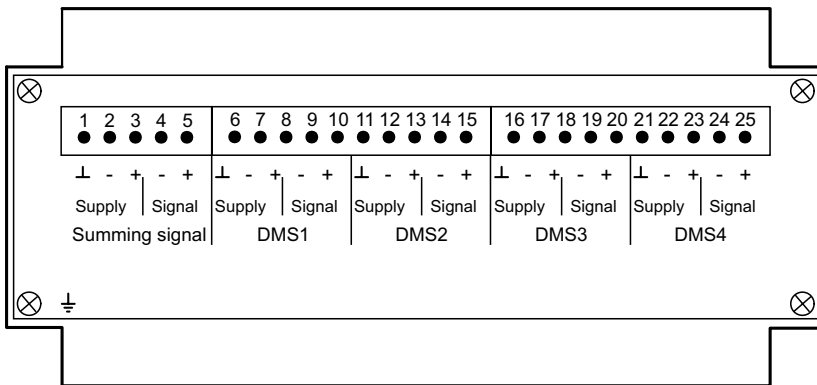 1 2 3 4 5 6 7 8 9 10 11 12 13 14 15 16 17 18 19 20 21 22 23 24 25
⊥ - + - + ⊥ - + - + ⊥ - + - + ⊥ - + - + ⊥ - + - +
Supply Signal Supply Signal Supply Signal Supply Signal Supply Signal
Summing signal DMS1 DMS2 DMS3 DMS4